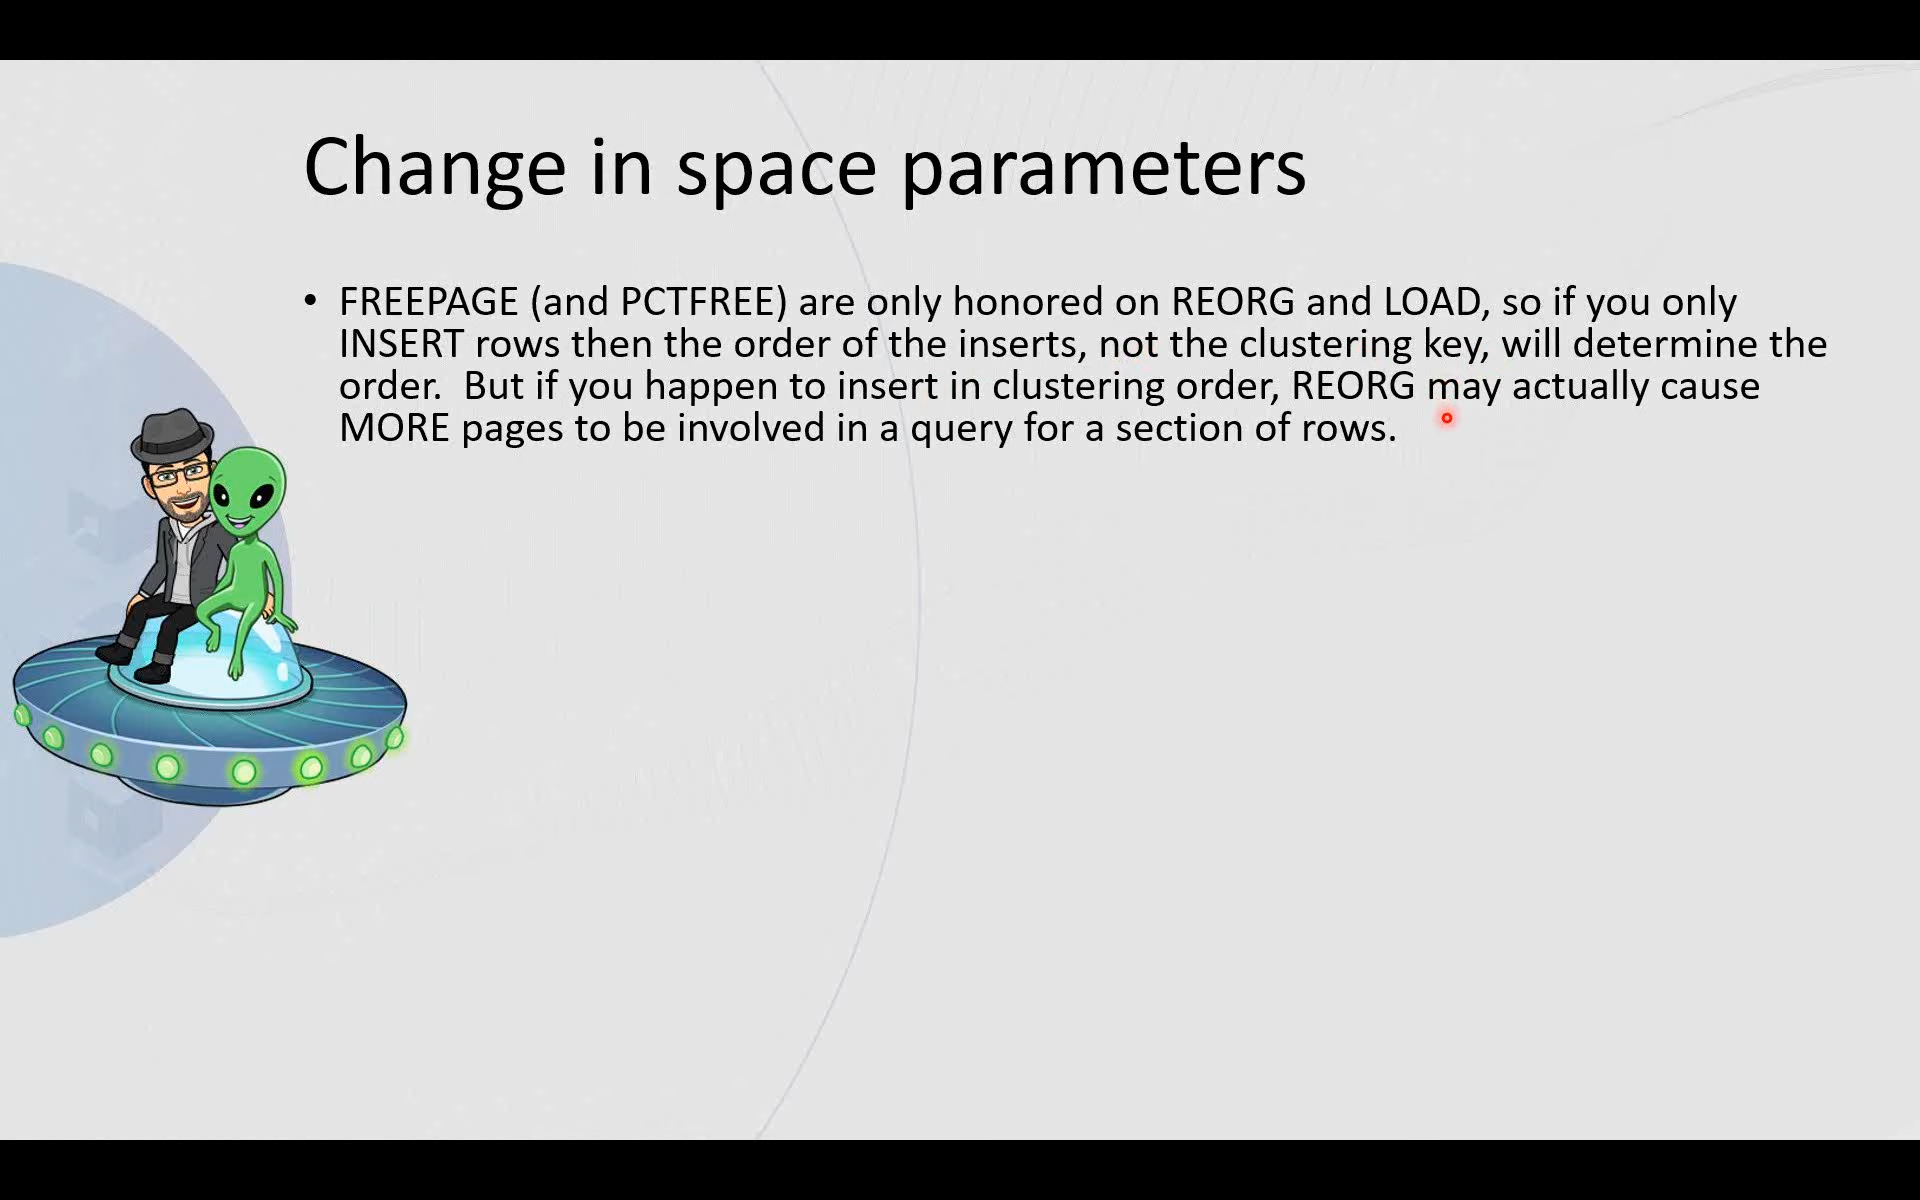 Change in space parameters
• FREEPAGE (and PCTFREE) are only honored on REORG and LOAD, so if you only
INSERT rows then the order of the inserts, not the clustering key, will determine the
order.  But if you happen to insert in clustering order, REORG may actually cause
MORE pages to be involved in a query for a section of rows.